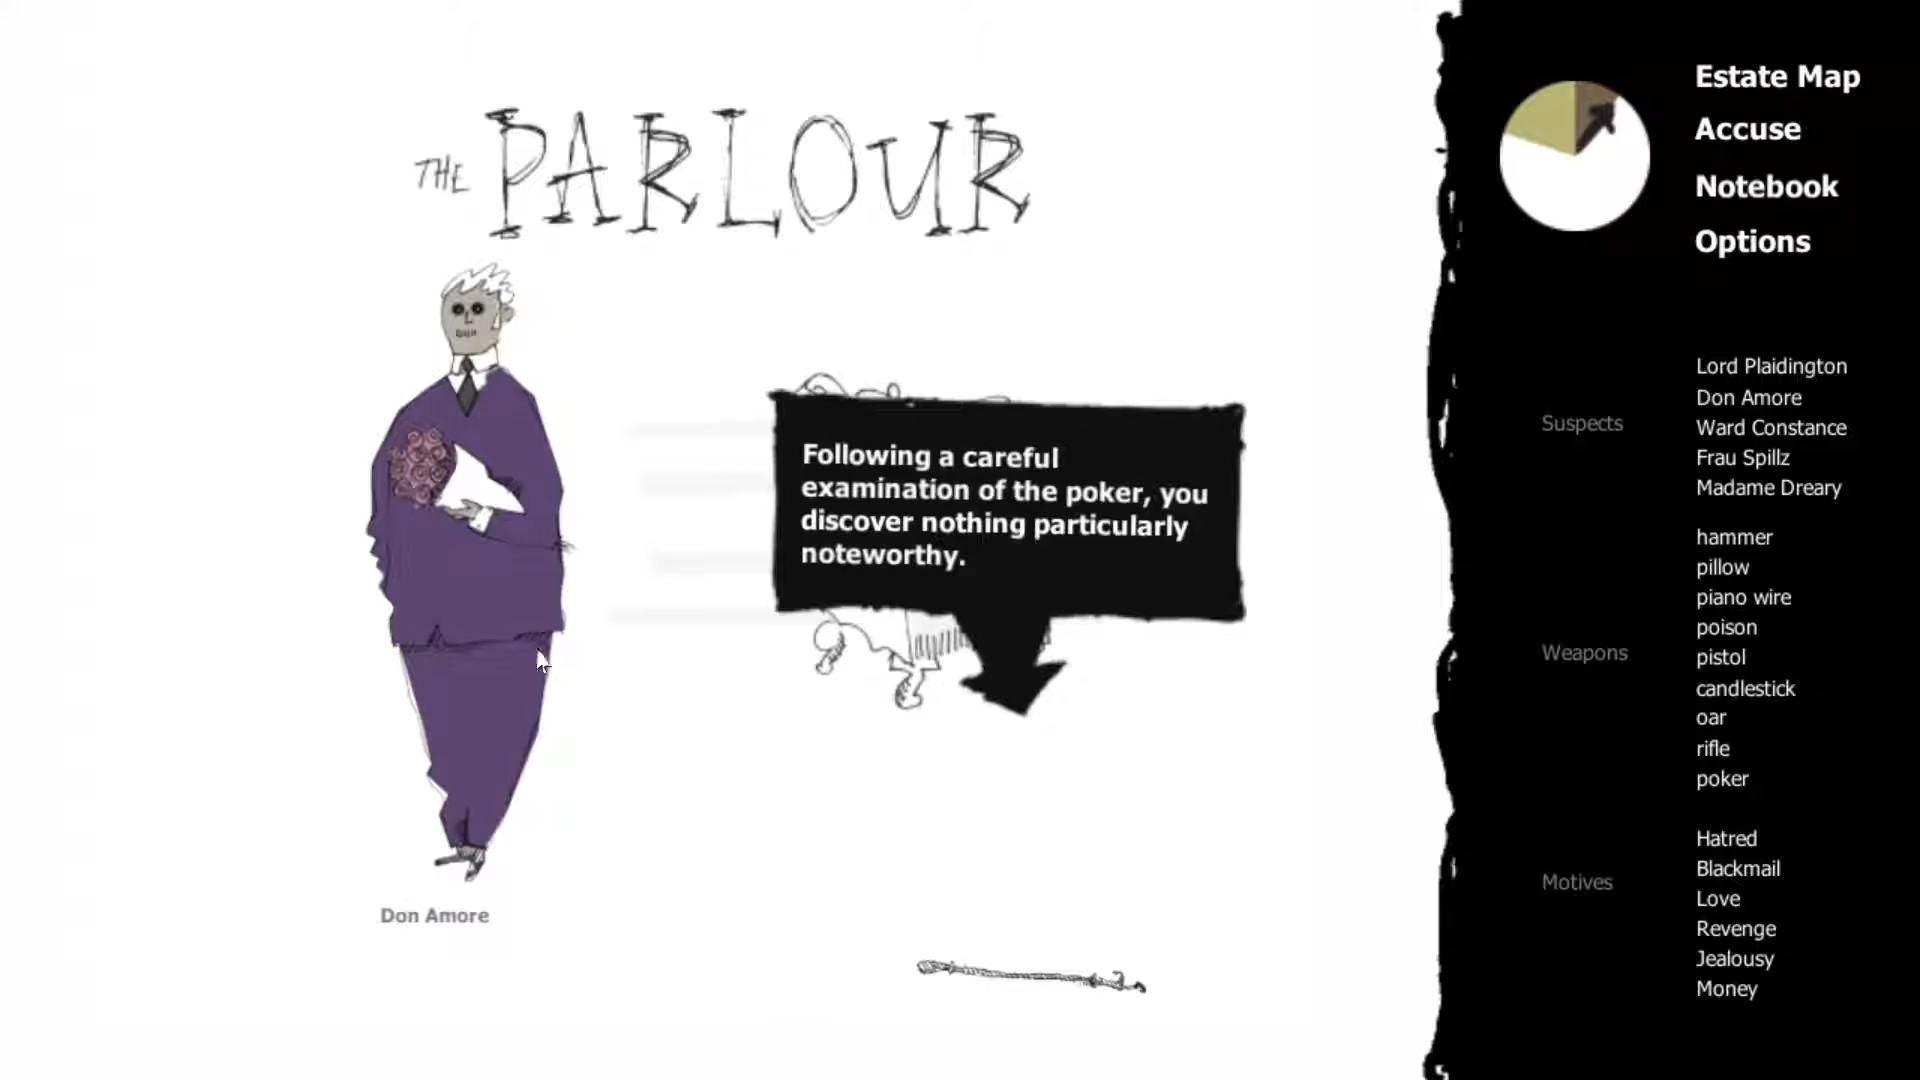 THE PARLOUR
Following a careful
examination of the poker, you
discover nothing particularly
noteworthy.
Don Amore
Estate Map
Accuse
Notebook
Options
Suspects
Lord Plaidington
Don Amore
Ward Constance
Frau Spillz
Madame Dreary
Weapons
hammer
pillow
piano wire
poison
pistol
candlestick
oar
rifle
poker
Motives
Hatred
Blackmail
Love
Revenge
Jealousy
Money